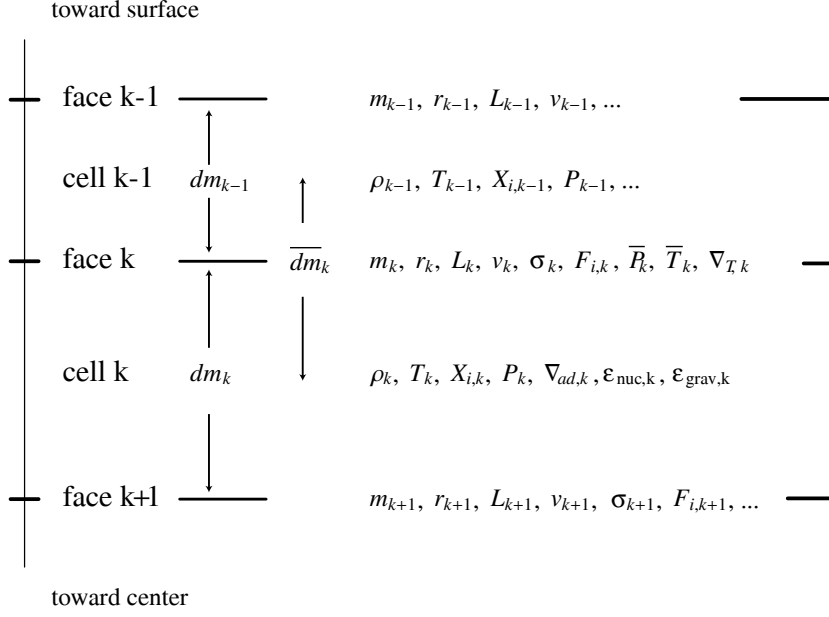 toward surface
face k-1 m_{k−1}, r_{k−1}, L_{k−1}, v_{k−1}, ...
cell k-1 dm_{k−1} ρ_{k−1}, T_{k−1}, X_{i,k−1}, P_{k−1}, ...
face k \overline{dm}_k m_k, r_k, L_k, v_k, σ_k, F_{i,k}, \overline{P}_k, \overline{T}_k, ∇_{T,k}
cell k dm_k ρ_k, T_k, X_{i,k}, P_k, ∇_{ad,k}, ε_{nuc,k}, ε_{grav,k}
face k+1 m_{k+1}, r_{k+1}, L_{k+1}, v_{k+1}, σ_{k+1}, F_{i,k+1}, ...
toward center